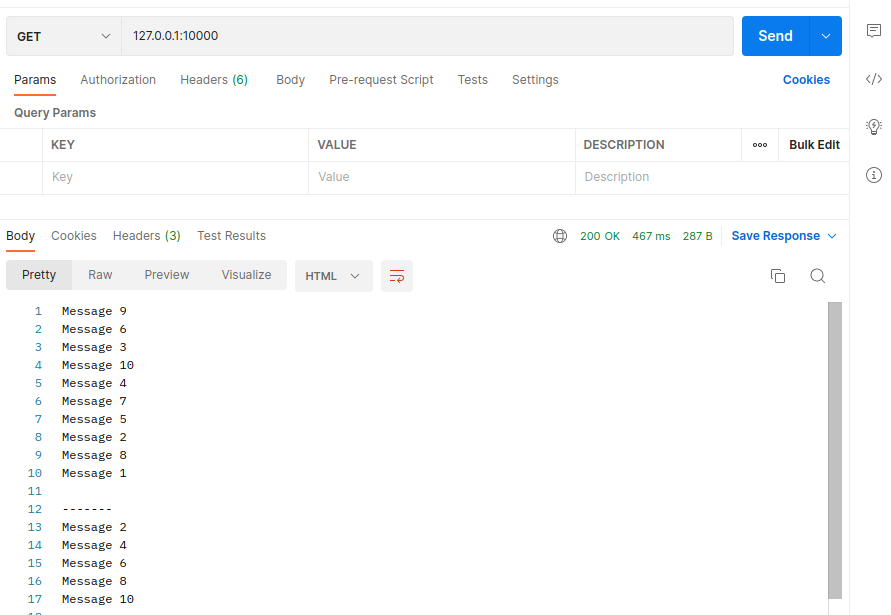 GET 127.0.0.1:10000 Send
Params Authorization Headers (6) Body Pre-request Script Tests Settings Cookies
Query Params
KEY VALUE DESCRIPTION ooo Bulk Edit
Key Value Description
Body Cookies Headers (3) Test Results 200 OK 467 ms 287 B Save Response
Pretty Raw Preview Visualize HTML
1 Message 9
2 Message 6
3 Message 3
4 Message 10
5 Message 4
6 Message 7
7 Message 5
8 Message 2
9 Message 8
10 Message 1
11
12 -------
13 Message 2
14 Message 4
15 Message 6
16 Message 8
17 Message 10